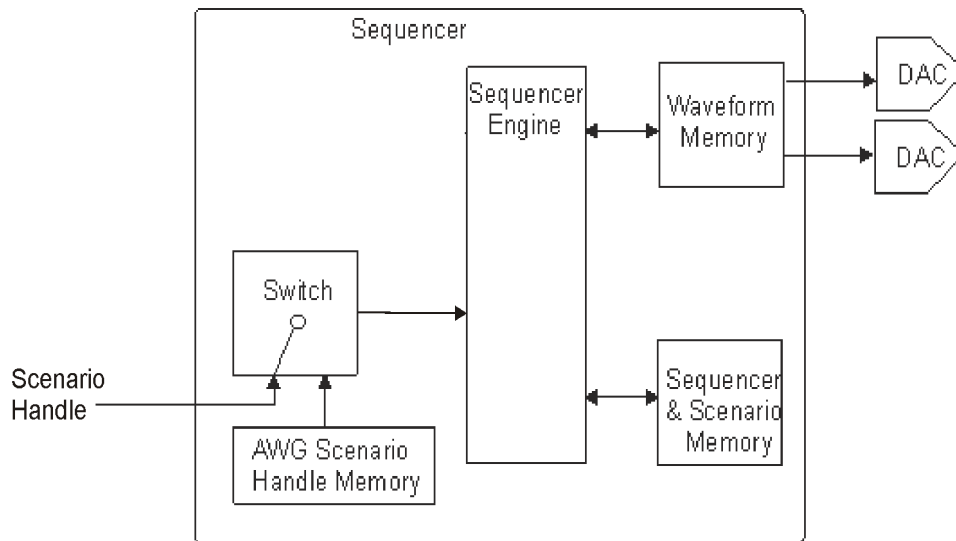 Sequencer
Sequencer
Engine
Waveform
Memory
DAC
DAC
Switch
Scenario
Handle
AWG Scenario
Handle Memory
Sequencer
& Scenario
Memory